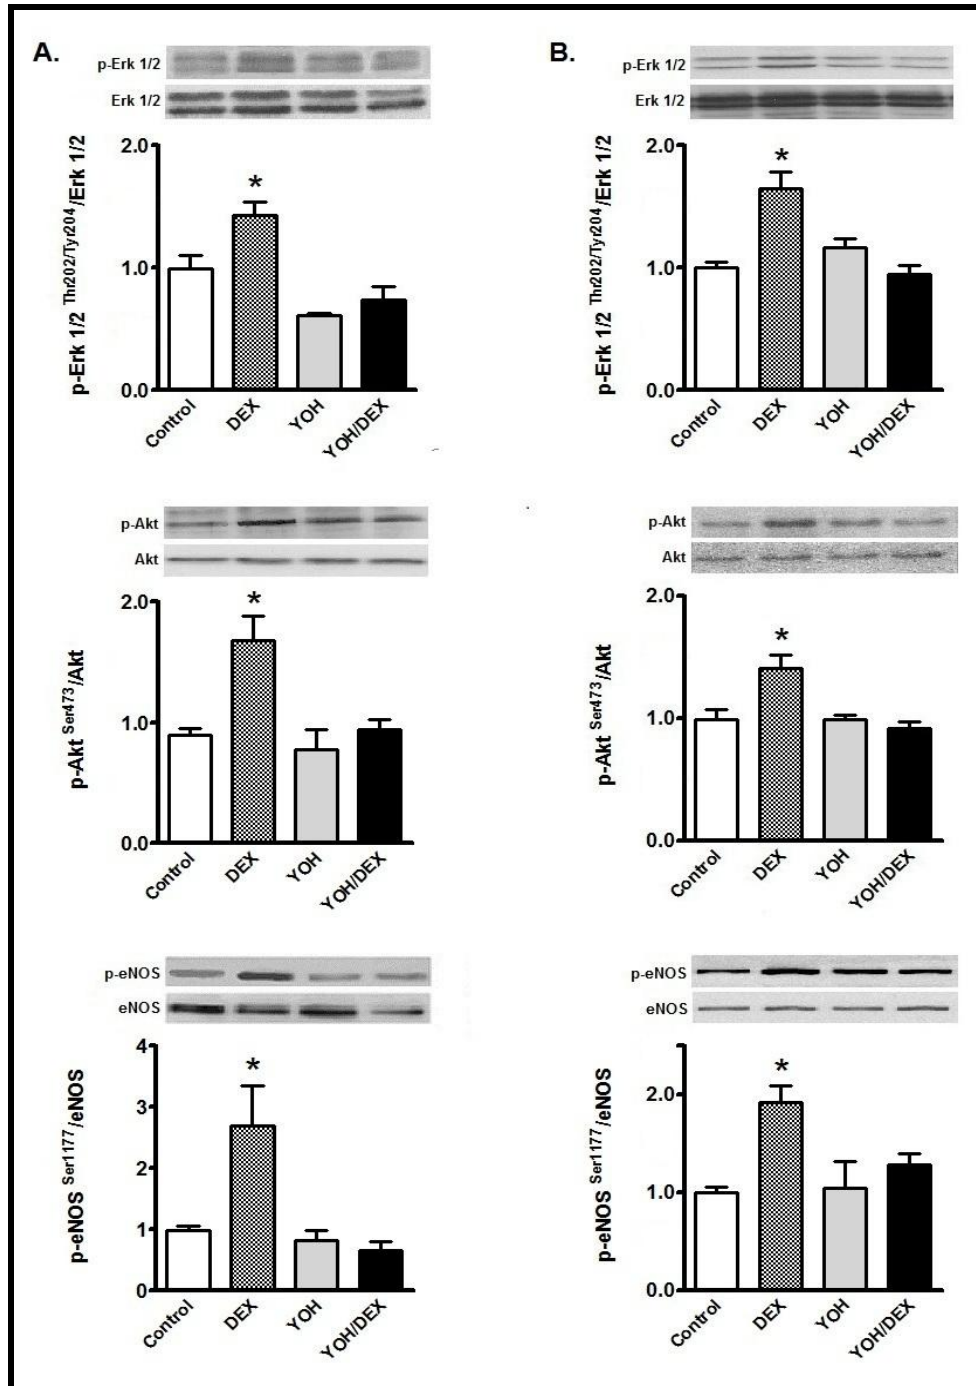 A.
p-Erk 1/2
Erk 1/2
p-Erk 1/2 Thr202/Tyr204/Erk 1/2
2.0
*
1.0
0.0
Control
DEX
YOH
YOH/DEX
B.
p-Erk 1/2
Erk 1/2
p-Erk 1/2 Thr202/Tyr204/Erk 1/2
2.0
*
1.0
0.0
Control
DEX
YOH
YOH/DEX
p-Akt
Akt
p-Akt Ser473/Akt
2.0
*
1.0
0.0
Control
DEX
YOH
YOH/DEX
p-Akt
Akt
p-Akt Ser473/Akt
2.0
*
1.0
0.0
Control
DEX
YOH
YOH/DEX
p-eNOS
eNOS
p-eNOS Ser1177/eNOS
4
*
3
2
1
0
Control
DEX
YOH
YOH/DEX
p-eNOS
eNOS
p-eNOS Ser1177/eNOS
*
2.0
1.0
0.0
Control
DEX
YOH
YOH/DEX